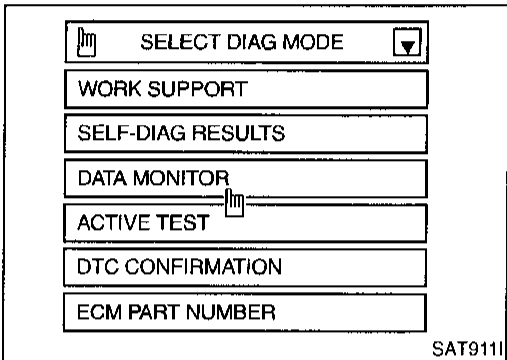 SELECT DIAG MODE
WORK SUPPORT
SELF-DIAG RESULTS
DATA MONITOR
ACTIVE TEST
DTC CONFIRMATION
ECM PART NUMBER
SAT911I